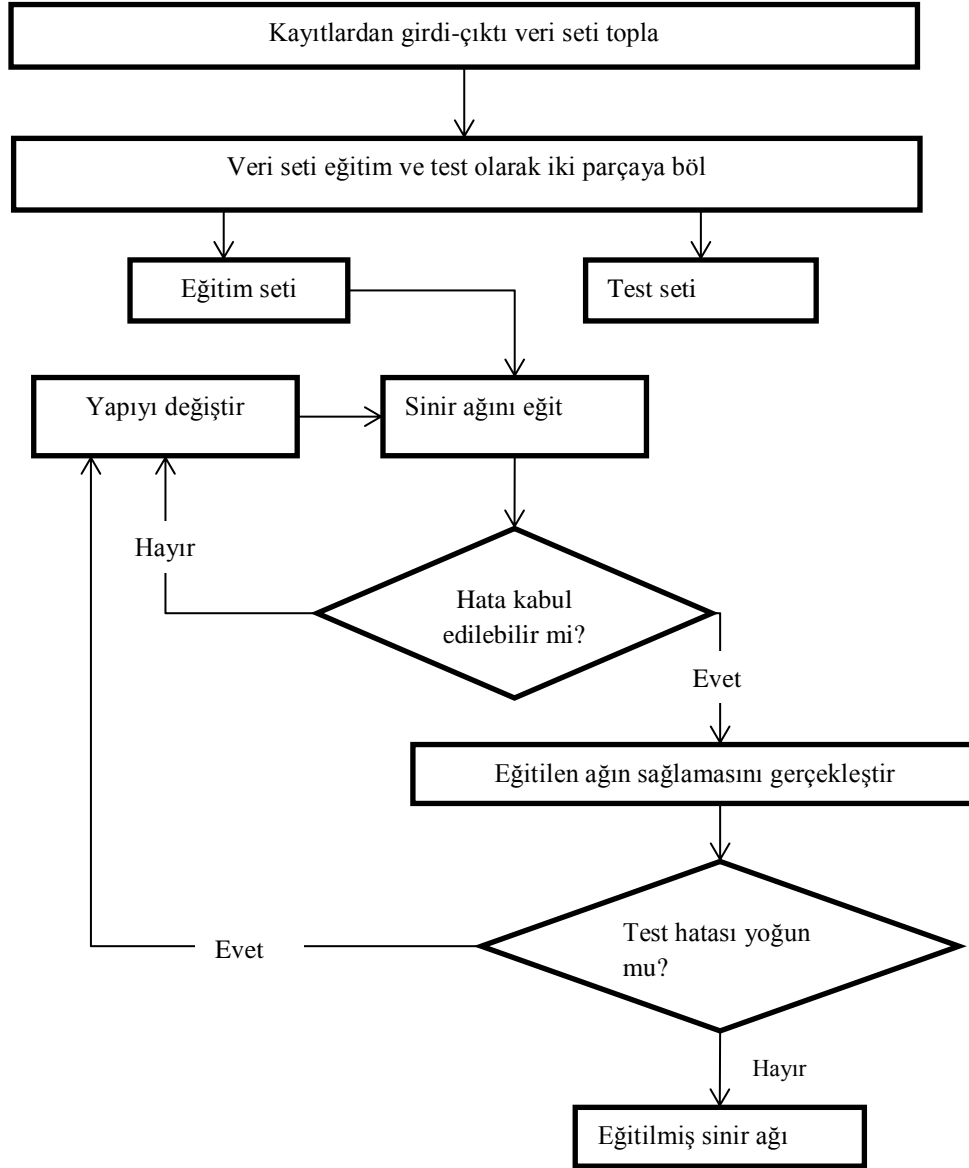 Kayıtlardan girdi-çıktı veri seti topla
Veri seti eğitim ve test olarak iki parçaya böl
Eğitim seti
Test seti
Yapıyı değiştir
Sinir ağını eğit
Hayır
Hata kabul
edilebilir mi?
Evet
Eğitilen ağın sağlamasını gerçekleştir
Test hatası yoğun
mu?
Evet
Hayır
Eğitilmiş sinir ağı